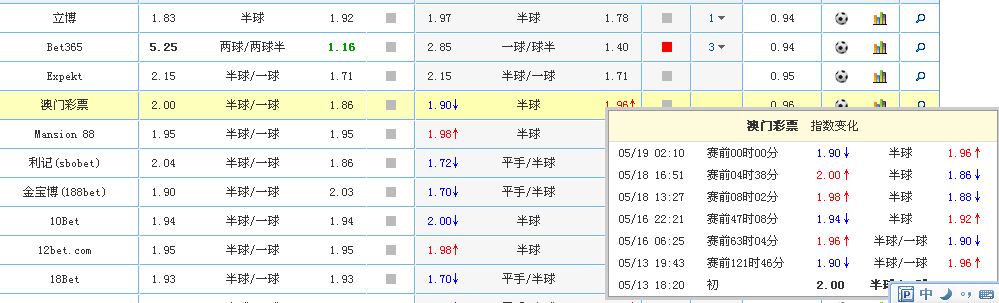 立博 1.83 半球 1.92 1.97 半球 1.78 1 0.94
Bet365 5.25 两球/两球半 1.16 2.85 一球/球半 1.40 3 0.94
Expekt 2.15 半球/一球 1.71 2.15 半球/一球 1.71 0.95
澳门彩票 2.00 半球/一球 1.86 1.90↓ 半球 1.96↑ 0.96
Mansion 88 1.95 半球/一球 1.95 1.98↑ 半球
利记(sbobet) 2.04 半球/一球 1.86 1.72↓ 平手/半球
金宝博(188bet) 1.90 半球/一球 2.03 1.70↓ 平手/半球
10Bet 1.94 半球/一球 1.94 2.00↓ 半球
12bet.com 1.95 半球/一球 1.95 1.98↑ 半球
18Bet 1.93 半球/一球 1.93 1.70↓ 平手/半球
澳门彩票 指数变化
05/19 02:10 赛前00时00分 1.90↓ 半球 1.96↑
05/18 16:51 赛前04时38分 2.00↑ 半球 1.86↓
05/18 13:27 赛前08时02分 1.98↑ 半球 1.88↓
05/16 22:21 赛前47时08分 1.94↓ 半球 1.92↑
05/16 06:25 赛前63时04分 1.96↑ 半球/一球 1.90↓
05/13 19:43 赛前121时46分 1.90↓ 半球/一球 1.96↑
05/13 18:20 初 2.00
中